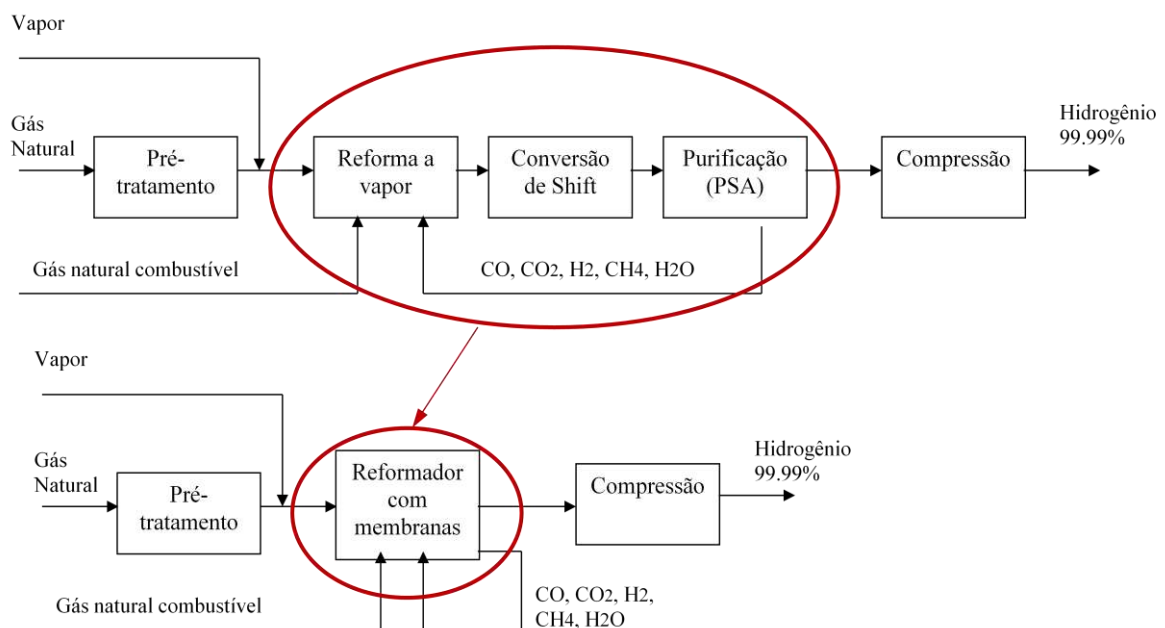 Vapor
Gás
Natural
Pré-
tratamento
Reforma a
vapor
Conversão
de Shift
Purificação
(PSA)
Compressão
Hidrogênio
99.99%
Gás natural combustível
CO, CO2, H2, CH4, H2O
Vapor
Gás
Natural
Pré-
tratamento
Reformador
com
membranas
Compressão
Hidrogênio
99.99%
Gás natural combustível
CO, CO2, H2,
CH4, H2O